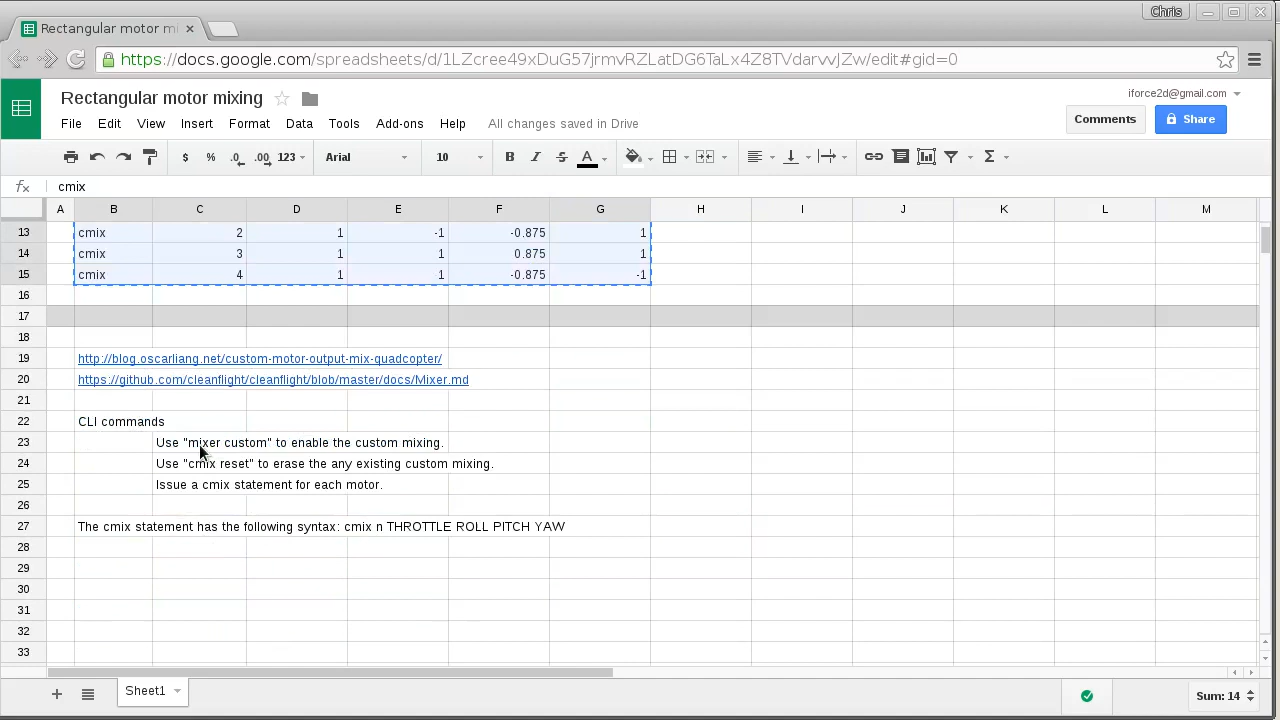 Chris
Rectangular motor mi
https://docs.google.com/spreadsheets/d/1LZcree49xDuG57jrmvRZLatDG6TaLx4Z8TVdarvvJZw/edit#gid=0
Rectangular motor mixing
iforce2d@gmail.com
File Edit View Insert Format Data Tools Add-ons Help All changes saved in Drive
Comments
Share
$ % .0 .00 123 Arial 10 B I S A Σ
fx cmix
A B C D E F G H I J K L M
13 cmix 2 1 -1 -0.875 1
14 cmix 3 1 1 0.875 1
15 cmix 4 1 1 -0.875 -1
16
17
18
19 http://blog.oscarliang.net/custom-motor-output-mix-quadcopter/
20 https://github.com/cleanflight/cleanflight/blob/master/docs/Mixer.md
21
22 CLI commands
23 Use "mixer custom" to enable the custom mixing.
24 Use "cmix reset" to erase the any existing custom mixing.
25 Issue a cmix statement for each motor.
26
27 The cmix statement has the following syntax: cmix n THROTTLE ROLL PITCH YAW
28
29
30
31
32
33
Sheet1
Sum: 14